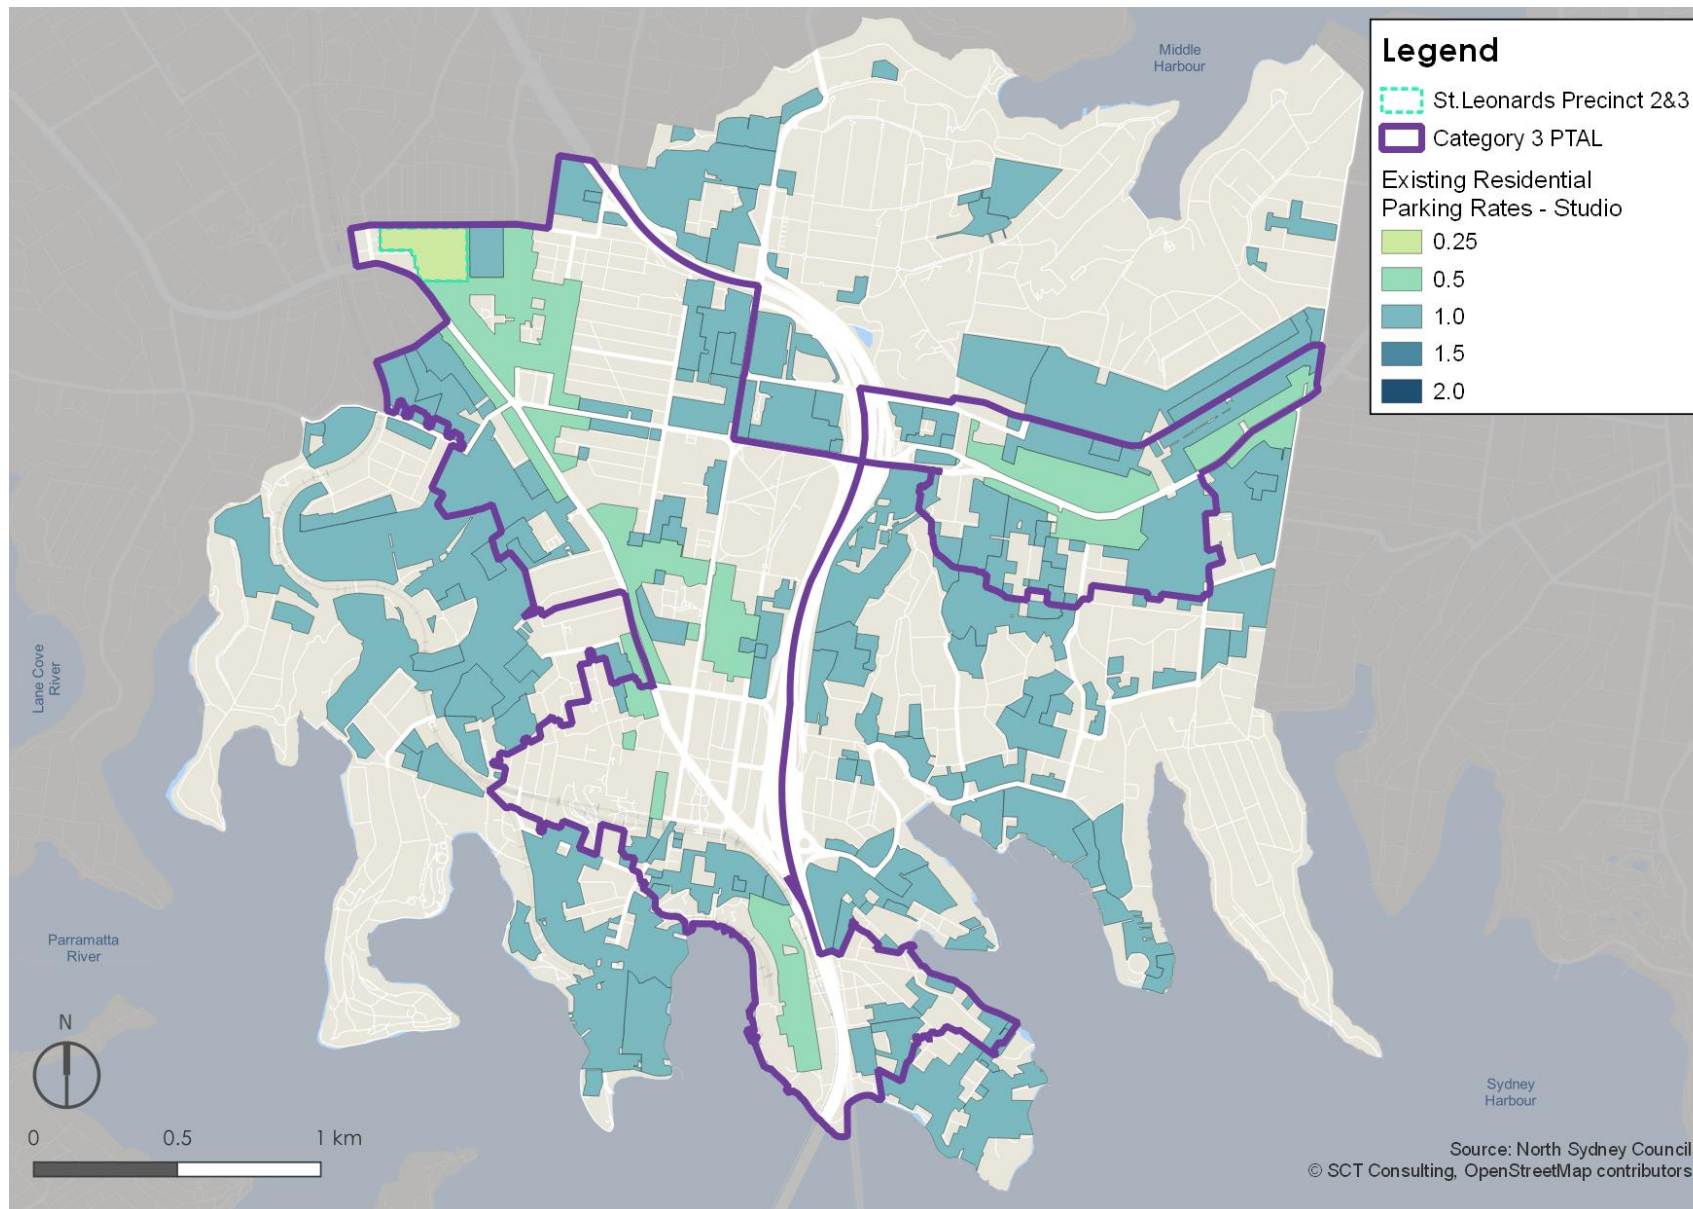 Middle
Harbour
Legend
St.Leonards Precinct 2&3
Category 3 PTAL
Existing Residential
Parking Rates - Studio
0.25
0.5
1.0
1.5
2.0
Lane Cove
River
Parramatta
River
N
0
0.5
1 km
Sydney
Harbour
Source: North Sydney Council
© SCT Consulting, OpenStreetMap contributors